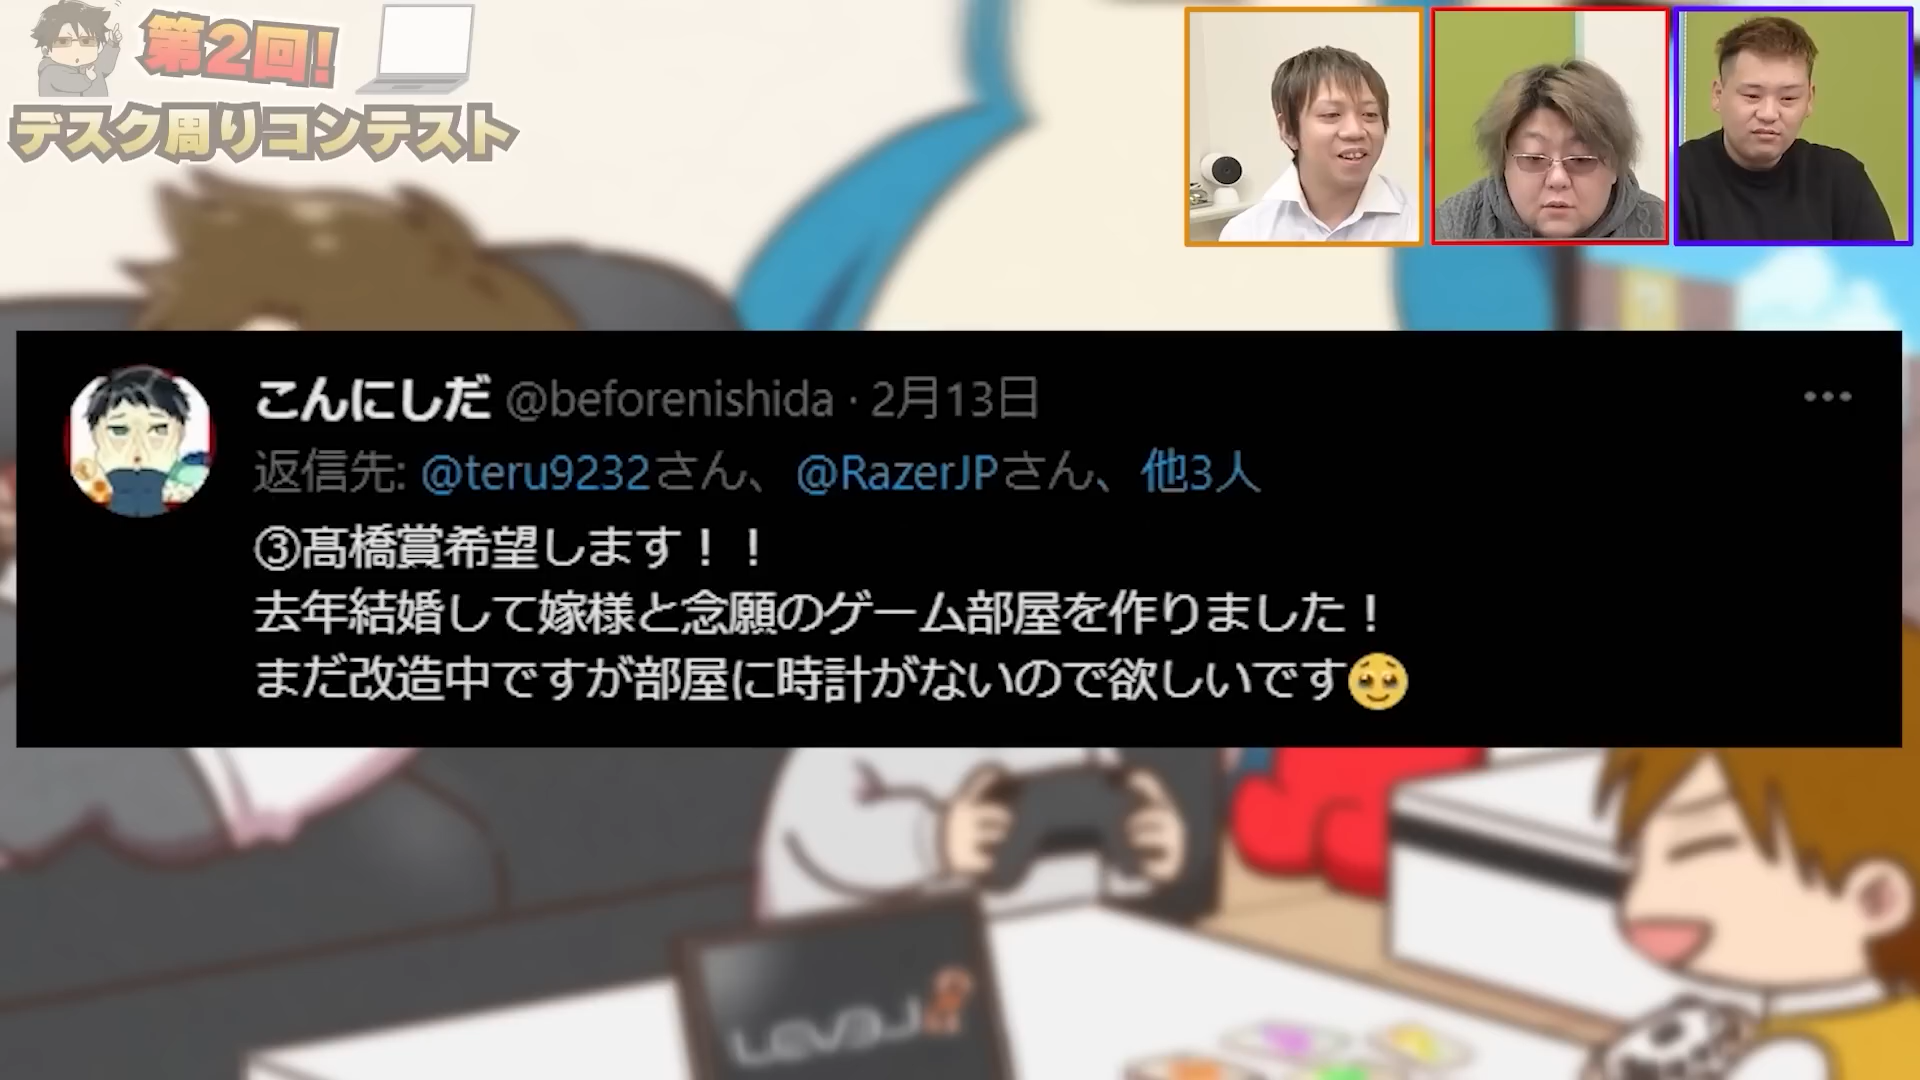 第2回!
デスク周りコンテスト
こんにしだ @beforenishida · 2月13日
返信先: @teru9232さん、@RazerJPさん、他3人
③髙橋賞希望します！！
去年結婚して嫁様と念願のゲーム部屋を作りました！
まだ改造中ですが部屋に時計がないので欲しいです🥹
LEVEL